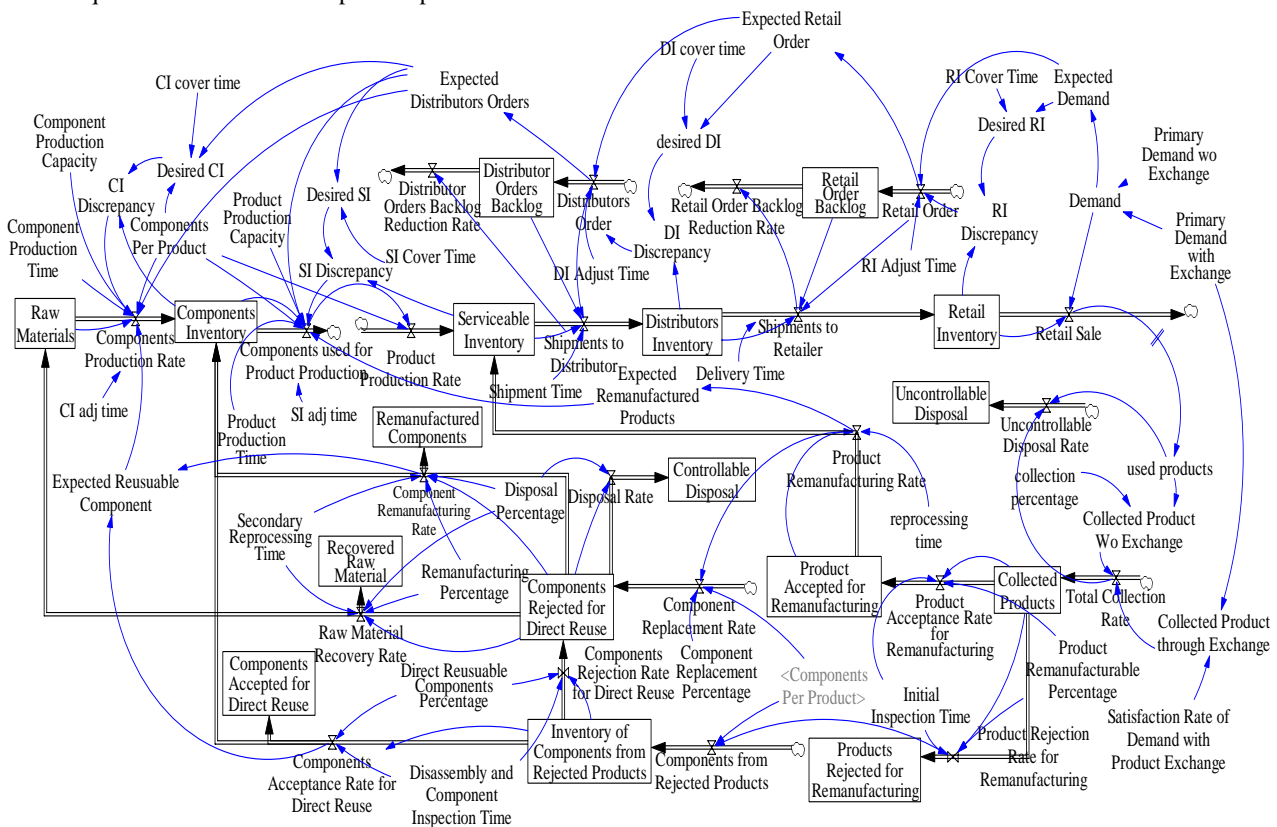 Expected Retail
Order
DI cover time
CI cover time
Expected
Distributors Orders
RI Cover Time
Expected
Demand
Component
Production
Capacity
Desired CI
Desired RI
Primary
Demand wo
Exchange
desired DI
CI
Discrepancy
Desired SI
Distributor
Orders
Backlog
Distributor
Orders Backlog
Reduction Rate
Distributors
Order
Retail
Order
Backlog
Retail Order Backlog
Reduction Rate
Retail Order
RI
Discrepancy
Demand
Product
Production
Capacity
Components
Per Product
Component
Production
Time
SI Cover Time
SI Discrepancy
DI
Discrepancy
DI Adjust Time
RI Adjust Time
Primary
Demand
with
Exchange
Raw
Materials
Components
Inventory
Serviceable
Inventory
Distributors
Inventory
Retail
Inventory
Components
Production Rate
Components used for
Product Production
Product
Production Rate
Shipments to
Distributor
Shipments to
Retailer
Retail Sale
CI adj time
SI adj time
Shipment Time
Expected
Remanufactured
Products
Delivery Time
Uncontrollable
Disposal
Uncontrollable
Disposal Rate
Product
Production
Time
Remanufactured
Components
Expected Reusuable
Component
Component
Remanufacturing
Rate
Disposal
Percentage
Disposal Rate
Controllable
Disposal
Product
Remanufacturing Rate
collection
percentage
used products
Secondary
Reprocessing
Time
reprocessing
time
Collected Product
Wo Exchange
Recovered
Raw
Material
Remanufacturing
Percentage
Components
Rejected for
Direct Reuse
Product
Accepted for
Remanufacturing
Collected
Products
Total Collection
Rate
Raw Material
Recovery Rate
Component
Replacement Rate
Product
Acceptance Rate
for
Remanufacturing
Collected Product
through Exchange
Components
Accepted for
Direct Reuse
Direct Reusuable
Components
Percentage
Components
Rejection Rate
for Direct Reuse
Component
Replacement
Percentage
<Components
Per Product>
Product
Remanufacturable
Percentage
Initial
Inspection Time
Satisfaction Rate of
Demand with
Product Exchange
Components
Acceptance Rate for
Direct Reuse
Disassembly and
Component
Inspection Time
Inventory of
Components from
Rejected Products
Components from
Rejected Products
Products
Rejected for
Remanufacturing
Product Rejection
Rate for
Remanufacturing